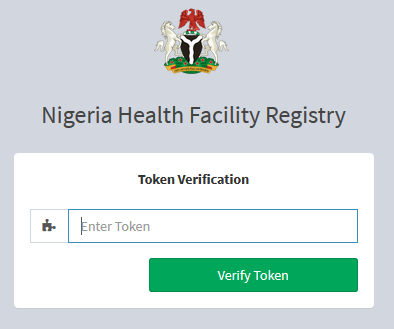 Nigeria Health Facility Registry
Token Verification
Enter Token
Verify Token